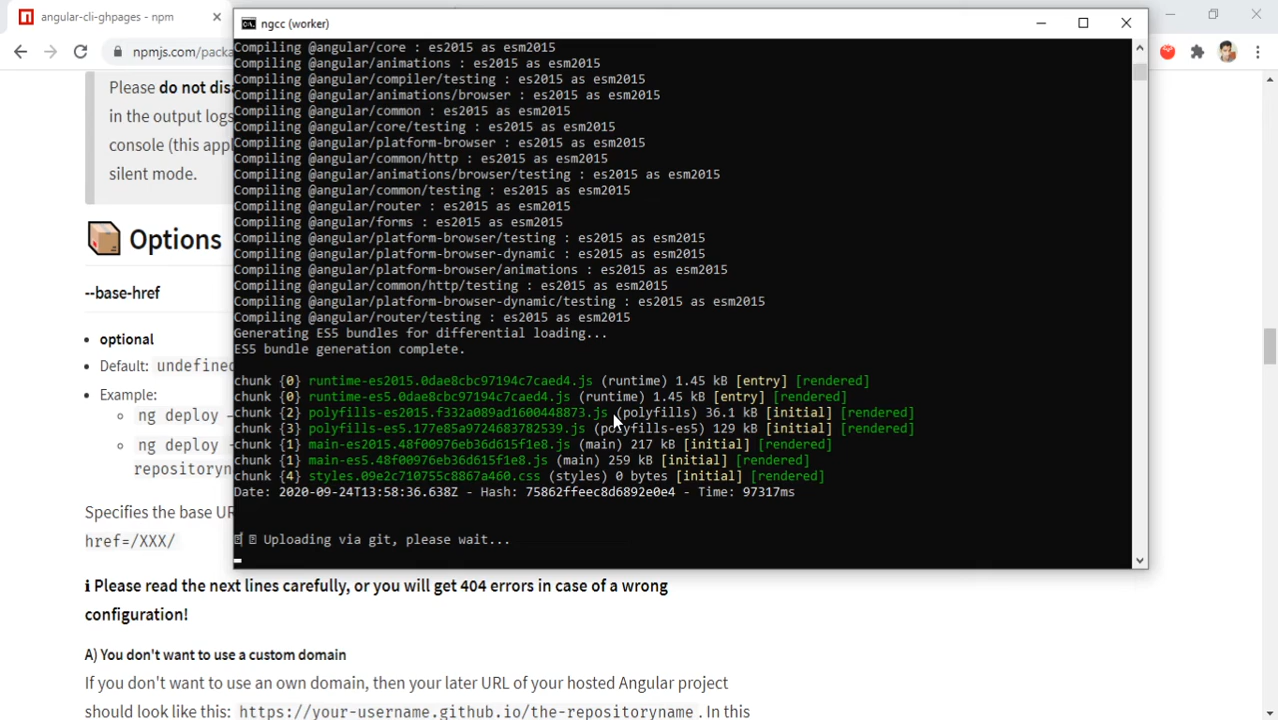 angular-cli-ghpages - npm
npmjs.com/packa
Please do not disa
in the output logs
console (this appl
silent mode.
Options
--base-href
optional
Default: undefined
Example:
ng deploy –
ng deploy –
repositoryna
Specifies the base UR
href=/XXX/
ngcc (worker)
Compiling @angular/core : es2015 as esm2015
Compiling @angular/animations : es2015 as esm2015
Compiling @angular/compiler/testing : es2015 as esm2015
Compiling @angular/animations/browser : es2015 as esm2015
Compiling @angular/common : es2015 as esm2015
Compiling @angular/core/testing : es2015 as esm2015
Compiling @angular/platform-browser : es2015 as esm2015
Compiling @angular/common/http : es2015 as esm2015
Compiling @angular/animations/browser/testing : es2015 as esm2015
Compiling @angular/common/testing : es2015 as esm2015
Compiling @angular/router : es2015 as esm2015
Compiling @angular/forms : es2015 as esm2015
Compiling @angular/platform-browser/testing : es2015 as esm2015
Compiling @angular/platform-browser-dynamic : es2015 as esm2015
Compiling @angular/platform-browser/animations : es2015 as esm2015
Compiling @angular/common/http/testing : es2015 as esm2015
Compiling @angular/platform-browser-dynamic/testing : es2015 as esm2015
Compiling @angular/router/testing : es2015 as esm2015
Generating ES5 bundles for differential loading...
ES5 bundle generation complete.
chunk {0} runtime-es2015.0dae8cbc97194c7caed4.js (runtime) 1.45 kB [entry] [rendered]
chunk {0} runtime-es5.0dae8cbc97194c7caed4.js (runtime) 1.45 kB [entry] [rendered]
chunk {2} polyfills-es2015.f332a089ad1600448873.js (polyfills) 36.1 kB [initial] [rendered]
chunk {3} polyfills-es5.177e85a9724683782539.js (polyfills-es5) 129 kB [initial] [rendered]
chunk {1} main-es2015.48f00976eb36d615f1e8.js (main) 217 kB [initial] [rendered]
chunk {1} main-es5.48f00976eb36d615f1e8.js (main) 259 kB [initial] [rendered]
chunk {4} styles.09e2c710755c8867a460.css (styles) 0 bytes [initial] [rendered]
Date: 2020-09-24T13:58:36.638Z - Hash: 75862ffeec8d6892e0e4 - Time: 97317ms
Uploading via git, please wait...
ℹ Please read the next lines carefully, or you will get 404 errors in case of a wrong
configuration!
A) You don't want to use a custom domain
If you don't want to use an own domain, then your later URL of your hosted Angular project
should look like this: https://your-username.github.io/the-repositoryname . In this